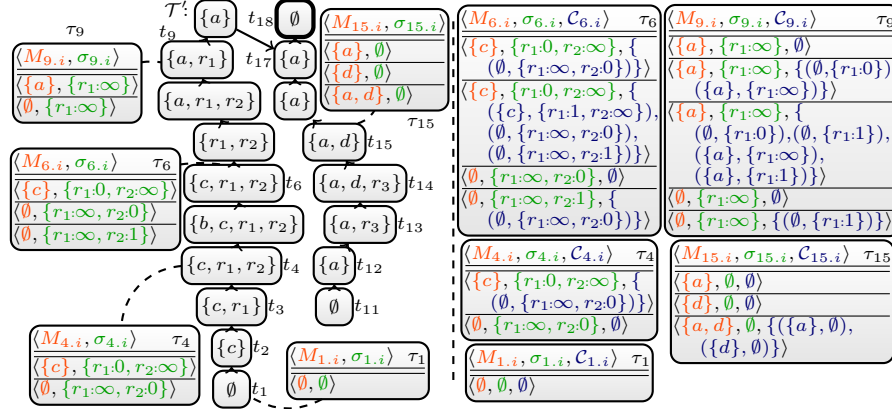 𝒯′:
{a}
t18
∅
τ9
t9
{a, r1}
t17
{a}
{a, r1, r2}
{a}
{r1, r2}
{a, d}
t15
{c, r1, r2}
t6
{a, d, r3}
t14
{b, c, r1, r2}
{a, r3}
t13
{c, r1, r2}
t4
{a}
t12
{c, r1}
t3
∅
t11
{c}
t2
∅
t1
⟨M9.i, σ9.i⟩
⟨{a}, {r1:∞}⟩
⟨∅, {r1:∞}⟩
⟨M6.i, σ6.i⟩ τ6
⟨{c}, {r1:0, r2:∞}⟩
⟨∅, {r1:∞, r2:0}⟩
⟨∅, {r1:∞, r2:1}⟩
⟨M4.i, σ4.i⟩ τ4
⟨{c}, {r1:0, r2:∞}⟩
⟨∅, {r1:∞, r2:0}⟩
⟨M1.i, σ1.i⟩ τ1
⟨∅, ∅⟩
⟨M15.i, σ15.i⟩
⟨{a}, ∅⟩
⟨{d}, ∅⟩
⟨{a, d}, ∅⟩
τ15
⟨M6.i, σ6.i, 𝒞6.i⟩ τ6
⟨{c}, {r1:0, r2:∞}, {
(∅, {r1:∞, r2:0})}⟩
⟨{c}, {r1:0, r2:∞}, {
({c}, {r1:1, r2:∞}),
(∅, {r1:∞, r2:0}),
(∅, {r1:∞, r2:1})}⟩
⟨∅, {r1:∞, r2:0}, ∅⟩
⟨∅, {r1:∞, r2:1}, {
(∅, {r1:∞, r2:0})}⟩
⟨M4.i, σ4.i, 𝒞4.i⟩ τ4
⟨{c}, {r1:0, r2:∞}, {
(∅, {r1:∞, r2:0})}⟩
⟨∅, {r1:∞, r2:0}, ∅⟩
⟨M1.i, σ1.i, 𝒞1.i⟩ τ1
⟨∅, ∅, ∅⟩
⟨M9.i, σ9.i, 𝒞9.i⟩ τ9
⟨{a}, {r1:∞}, ∅⟩
⟨{a}, {r1:∞}, {(∅, {r1:0})
({a}, {r1:∞})}⟩
⟨{a}, {r1:∞}, {
(∅, {r1:0}),(∅, {r1:1}),
({a}, {r1:∞}),
({a}, {r1:1})}⟩
⟨∅, {r1:∞}, ∅⟩
⟨∅, {r1:∞}, {(∅, {r1:1})}⟩
⟨M15.i, σ15.i, 𝒞15.i⟩ τ15
⟨{a}, ∅, ∅⟩
⟨{d}, ∅, ∅⟩
⟨{a, d}, ∅, {({a}, ∅),
({d}, ∅)}⟩